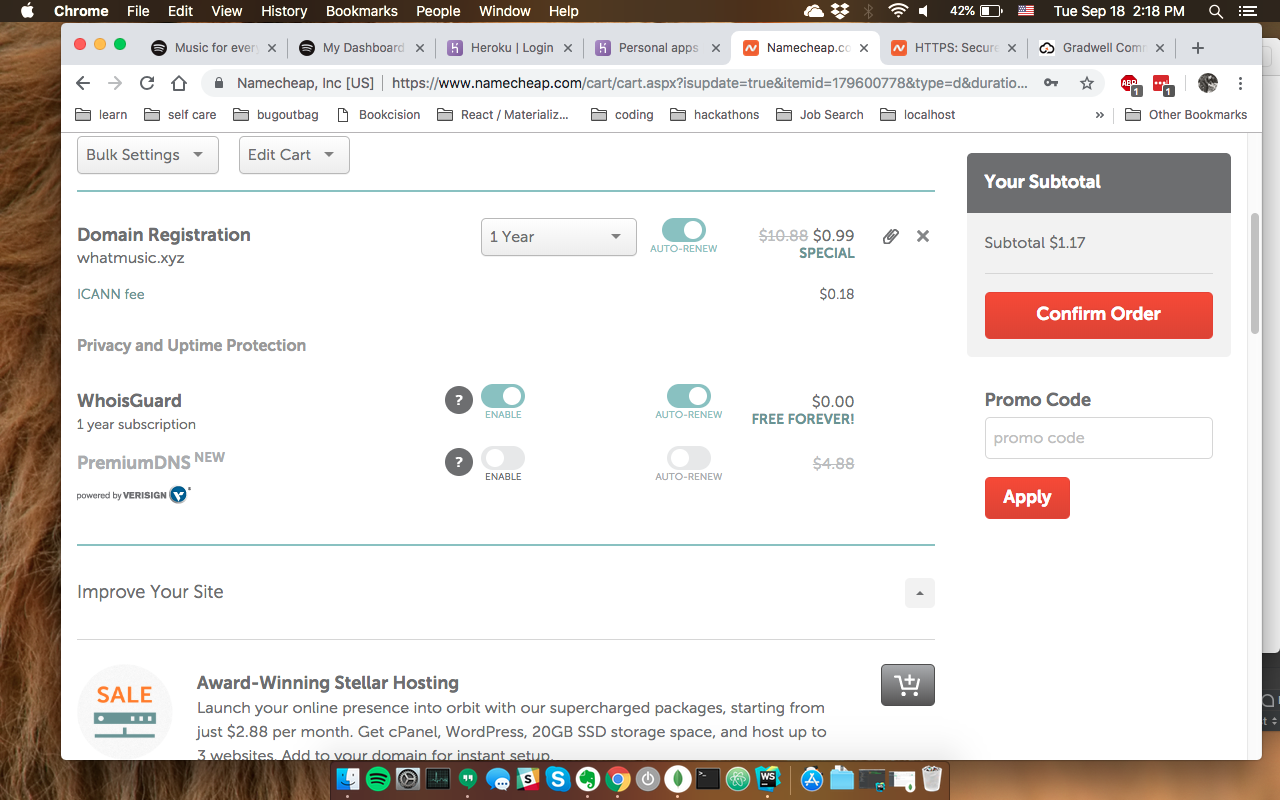 Chrome File Edit View History Bookmarks People Window Help 42% Tue Sep 18 2:18 PM
Music for every
My Dashboard
Heroku | Login
Personal apps
Namecheap.co
HTTPS: Secure
Gradwell Com
Namecheap, Inc [US] | https://www.namecheap.com/cart/cart.aspx?isupdate=true&itemid=179600778&type=d&duratio...
ABP 1 1
learn self care bugoutbag Bookcision React / Materializ... coding hackathons Job Search localhost » Other Bookmarks
Bulk Settings Edit Cart
Domain Registration 1 Year $10.88 $0.99
whatmusic.xyz AUTO-RENEW SPECIAL
ICANN fee $0.18
Privacy and Uptime Protection
WhoisGuard ? $0.00
1 year subscription ENABLE AUTO-RENEW FREE FOREVER!
PremiumDNS NEW ? $4.88
ENABLE AUTO-RENEW
powered by VERISIGN
Improve Your Site
SALE
Award-Winning Stellar Hosting
Launch your online presence into orbit with our supercharged packages, starting from
just $2.88 per month. Get cPanel, WordPress, 20GB SSD storage space, and host up to
3 websites. Add to your domain for instant setup.
Your Subtotal
Subtotal $1.17
Confirm Order
Promo Code
promo code
Apply
WS